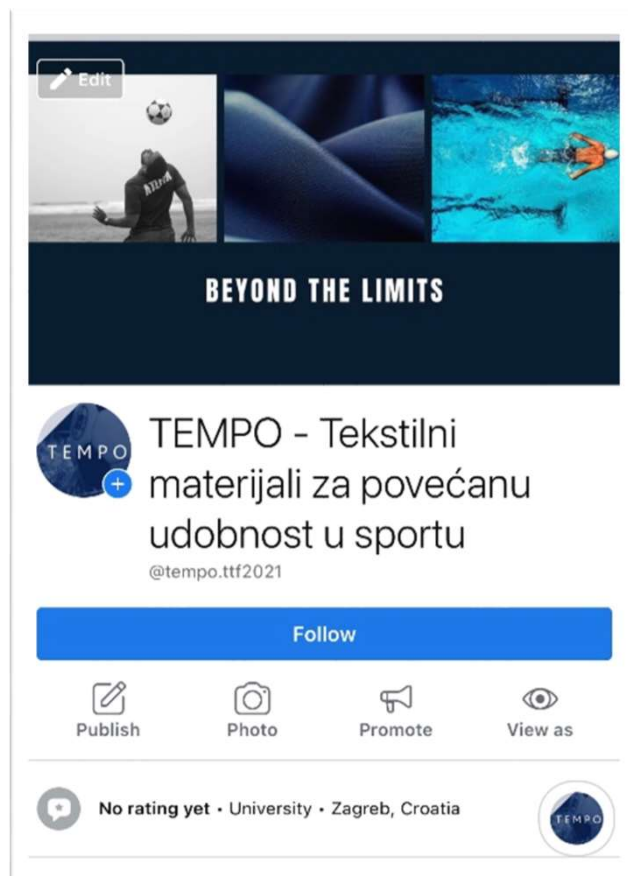 Edit
BEYOND THE LIMITS
TEMPO
TEMPO - Tekstilni
materijali za povećanu
udobnost u sportu
@tempo.ttf2021
Follow
Publish
Photo
Promote
View as
No rating yet · University · Zagreb, Croatia
TEMPO